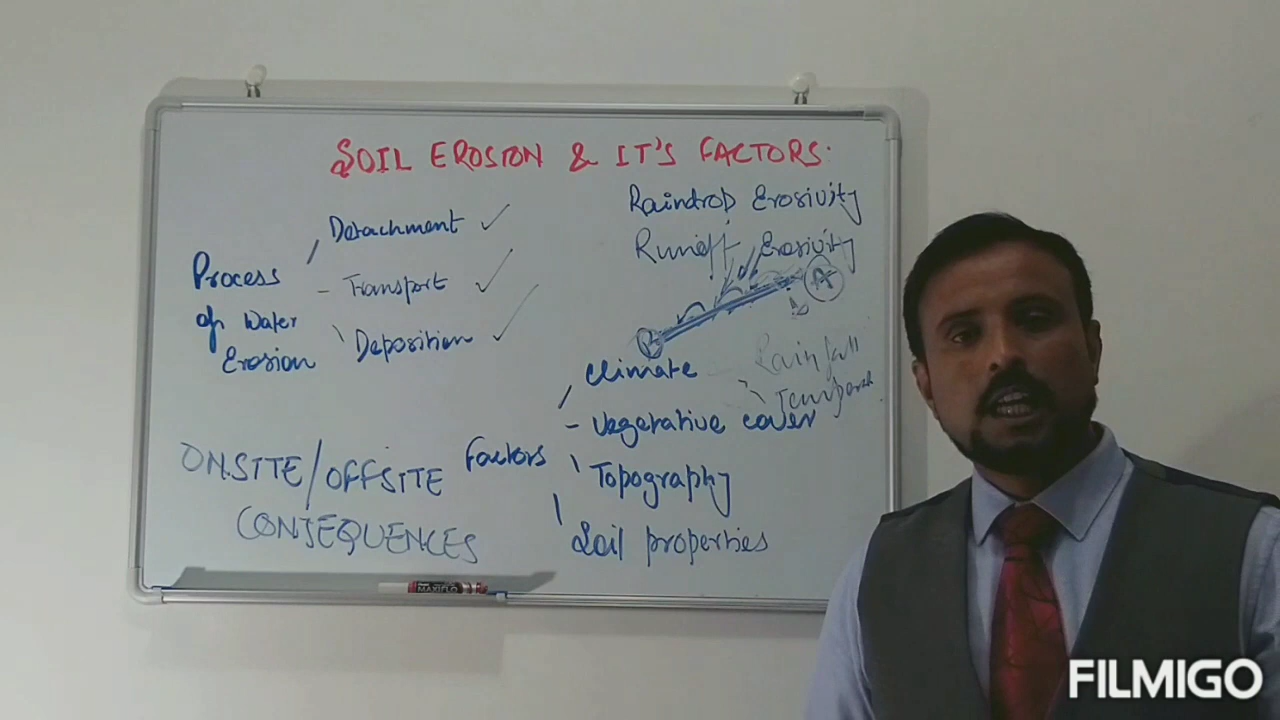 SOIL EROSION & IT'S FACTORS:
Raindrop Erosivity
Runoff Erosivity
A
B
Process
of Water
Erosion
Detachment ✓
- Transport ✓
Deposition ✓
Factors
Climate
Rainfall
- Vegetative cover
Topography
Soil properties
ONSITE/OFFSITE
CONSEQUENCES
MAXIFLO
FILMIGO